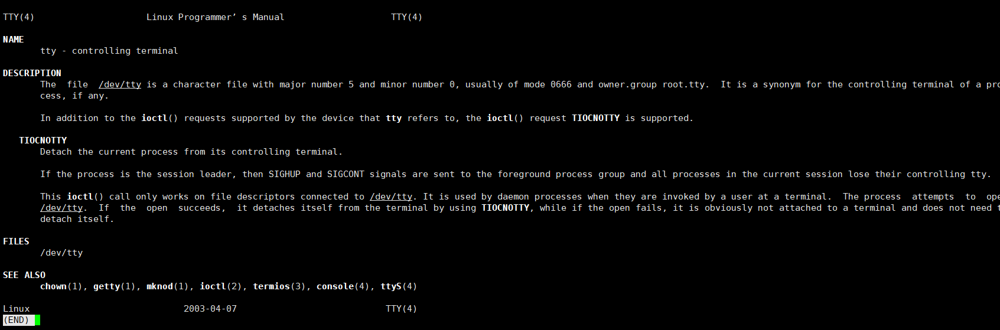 TTY(4) Linux Programmer’ s Manual TTY(4)
NAME
tty - controlling terminal
DESCRIPTION
The file /dev/tty is a character file with major number 5 and minor number 0, usually of mode 0666 and owner.group root.tty. It is a synonym for the controlling terminal of a pro
cess, if any.
In addition to the ioctl() requests supported by the device that tty refers to, the ioctl() request TIOCNOTTY is supported.
TIOCNOTTY
Detach the current process from its controlling terminal.
If the process is the session leader, then SIGHUP and SIGCONT signals are sent to the foreground process group and all processes in the current session lose their controlling tty.
This ioctl() call only works on file descriptors connected to /dev/tty. It is used by daemon processes when they are invoked by a user at a terminal. The process attempts to ope
/dev/tty. If the open succeeds, it detaches itself from the terminal by using TIOCNOTTY, while if the open fails, it is obviously not attached to a terminal and does not need t
detach itself.
FILES
/dev/tty
SEE ALSO
chown(1), getty(1), mknod(1), ioctl(2), termios(3), console(4), ttyS(4)
Linux 2003-04-07 TTY(4)
(END)